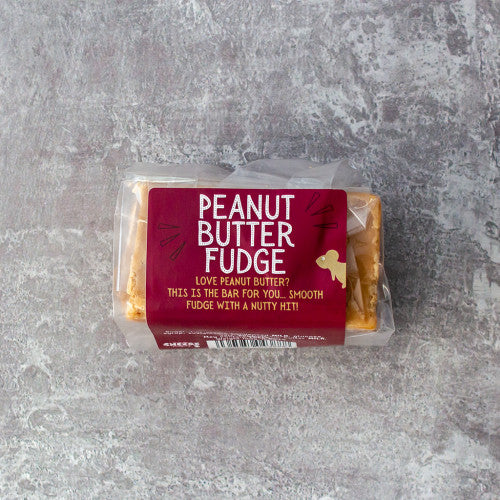 PEANUT
BUTTER
FUDGE
LOVE PEANUT BUTTER?
THIS IS THE BAR FOR YOU... SMOOTH
FUDGE WITH A NUTTY HIT!